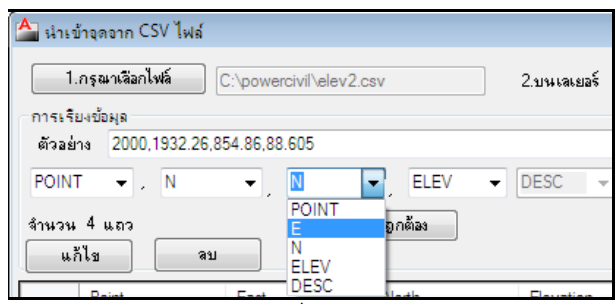 นำเข้าจุดจาก CSV ไฟล์
1.กรุณาเลือกไฟล์ C:\powercivil\elev2.csv 2.บนเลเยอร์
การเรียงข้อมูล
ตัวอย่าง 2000,1932.26,854.86,88.605
POINT , N , N , ELEV DESC
POINT
จำนวน 4 แถว E ถูกต้อง
N
แก้ไข ลบ ELEV
DESC
Point East North Elevation